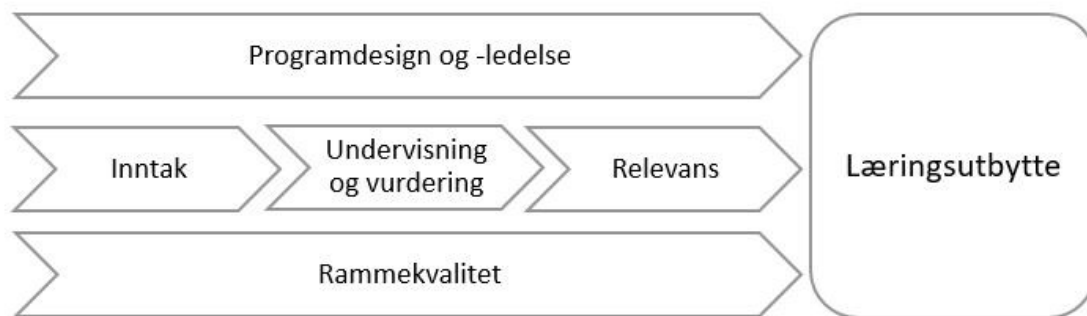 Programdesign og -ledelse
Inntak
Undervisning
og vurdering
Relevans
Læringsutbytte
Rammekvalitet